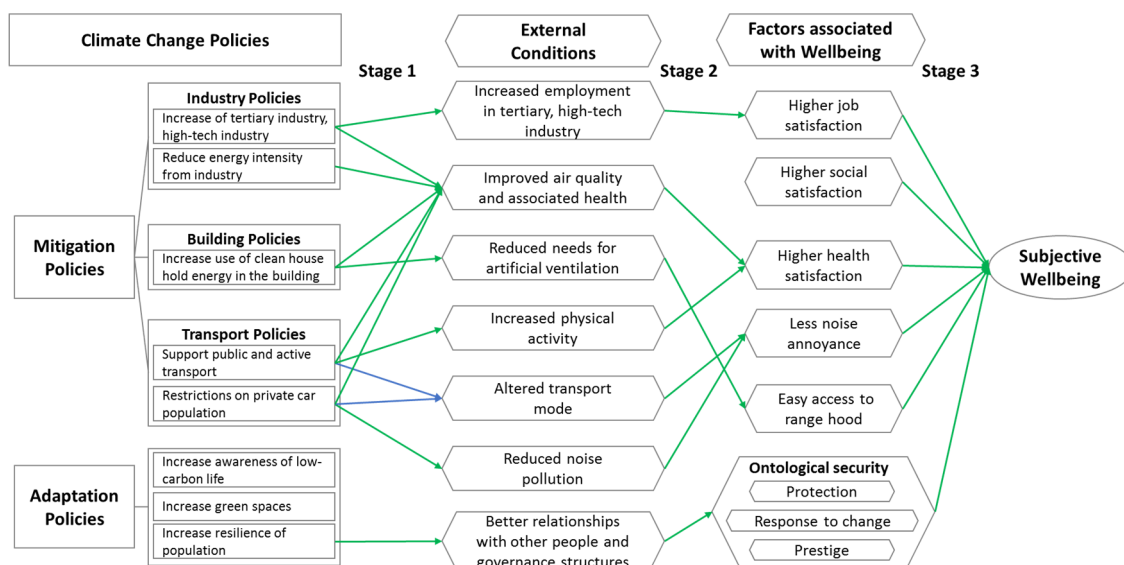 Climate Change Policies
External
Conditions
Factors associated
with Wellbeing
Stage 1
Stage 2
Stage 3
Industry Policies
Increase of tertiary industry,
high-tech industry
Reduce energy intensity
from industry
Mitigation
Policies
Building Policies
Increase use of clean house
hold energy in the building
Transport Policies
Support public and active
transport
Restrictions on private car
population
Adaptation
Policies
Increase awareness of low-
carbon life
Increase green spaces
Increase resilience of
population
Increased employment
in tertiary, high-tech
industry
Improved air quality
and associated health
Reduced needs for
artificial ventilation
Increased physical
activity
Altered transport
mode
Reduced noise
pollution
Better relationships
with other people and
governance structures
Higher job
satisfaction
Higher social
satisfaction
Higher health
satisfaction
Less noise
annoyance
Easy access to
range hood
Ontological security
Protection
Response to change
Prestige
Subjective
Wellbeing